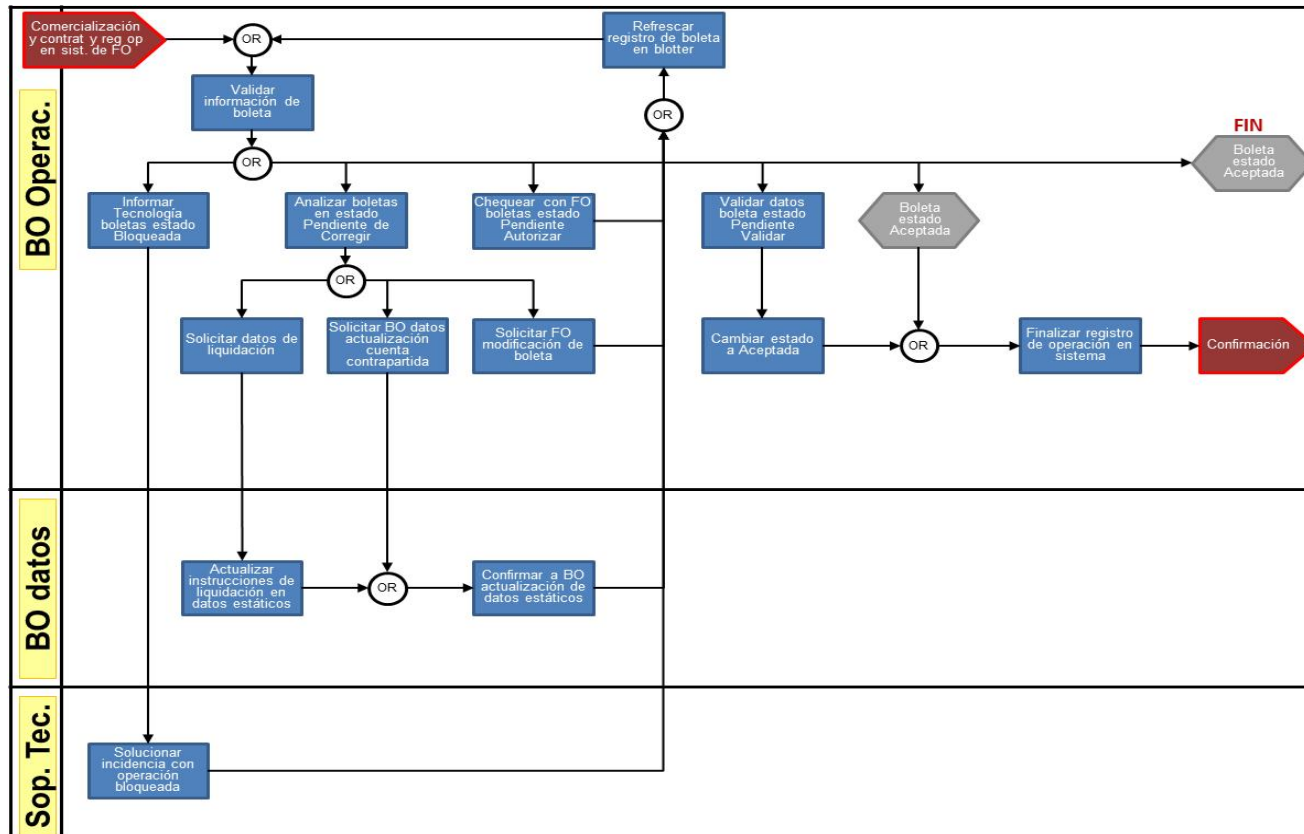 Comercialización
y contrat y reg op
en sist. de FO
OR
Refrescar
registro de boleta
en blotter
Validar
información de
boleta
OR
FIN
BO Operac.
OR
Boleta
estado
Aceptada
Informar
Tecnología
boletas estado
Bloqueada
Analizar boletas
en estado
Pendiente de
Corregir
Chequear con FO
boletas estado
Pendiente
Autorizar
Validar datos
boleta estado
Pendiente
Validar
Boleta
estado
Aceptada
OR
Solicitar datos de
liquidación
Solicitar BO datos
actualización
cuenta
contrapartida
Solicitar FO
modificación de
boleta
Cambiar estado
a Aceptada
OR
Finalizar registro
de operación en
sistema
Confirmación
BO datos
Actualizar
instrucciones de
liquidación en
datos estáticos
OR
Confirmar a BO
actualización de
datos estáticos
Sop. Tec.
Solucionar
incidencia con
operación
bloqueada